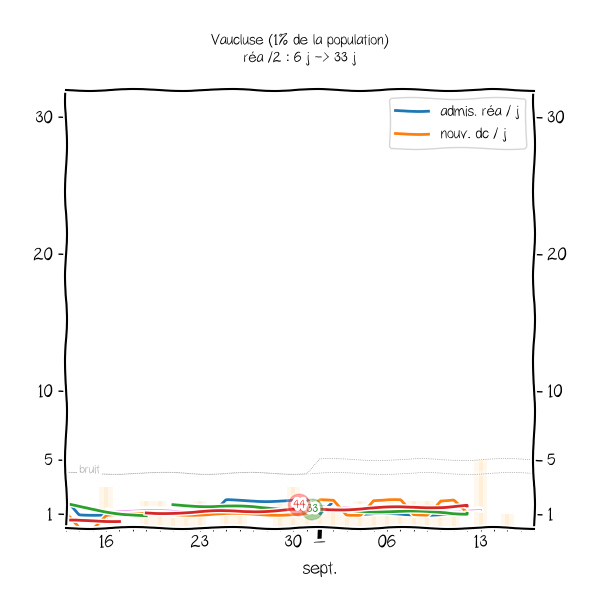 Vaucluse (1% de la population)
réa /2 : 6 j -> 33 j
admis. réa / j
nouv. dc / j
30
30
20
20
10
10
5
5
bruit
44
33
1
1
16
23
30
06
13
sept.